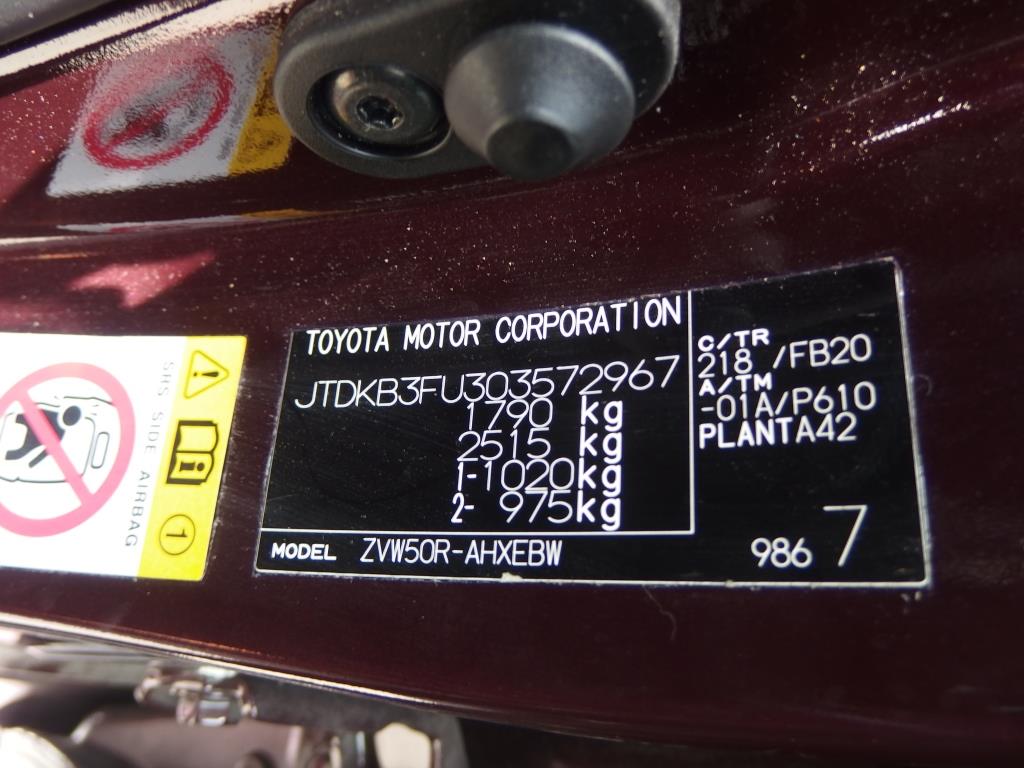 TOYOTA MOTOR CORPORATION
JTDKB3FU303572967
1790 kg
2515 kg
1-1020kg
2- 975kg
C/TR
218 /FB20
A/TM
-01A/P610
PLANTA42
MODEL ZVW50R-AHXEBW
986 7
SRS SIDE AIRBAG
1